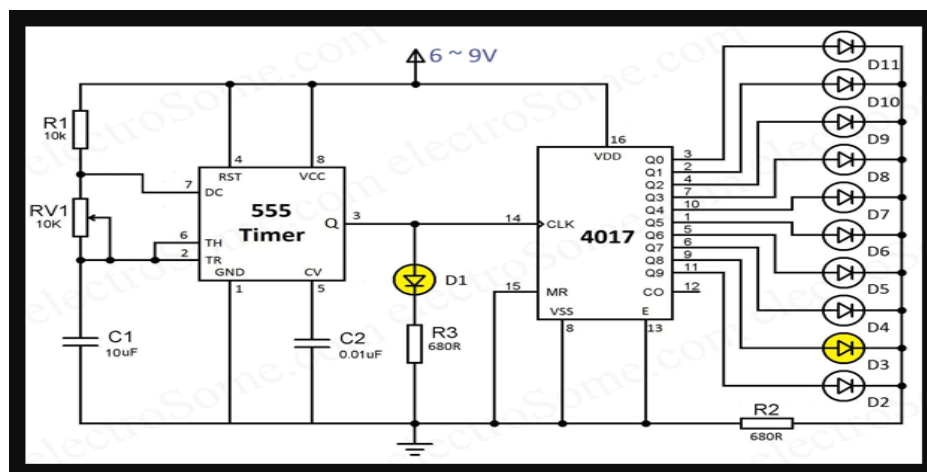 6 ~ 9V
R1
10k
RV1
10K
C1
10uF
7
4
8
RST
VCC
DC
555
Timer
Q
3
6
TH
2
TR
GND
CV
1
5
C2
0.01uF
D1
R3
680R
16
VDD
14
CLK
4017
15
MR
VSS
E
8
13
Q0
3
Q1
2
Q2
4
Q3
7
Q4
10
Q5
1
Q6
5
Q7
6
Q8
9
Q9
11
CO
12
D11
D10
D9
D8
D7
D6
D5
D4
D3
D2
R2
680R
electroSome.com
electroSome.com
electroSome.com